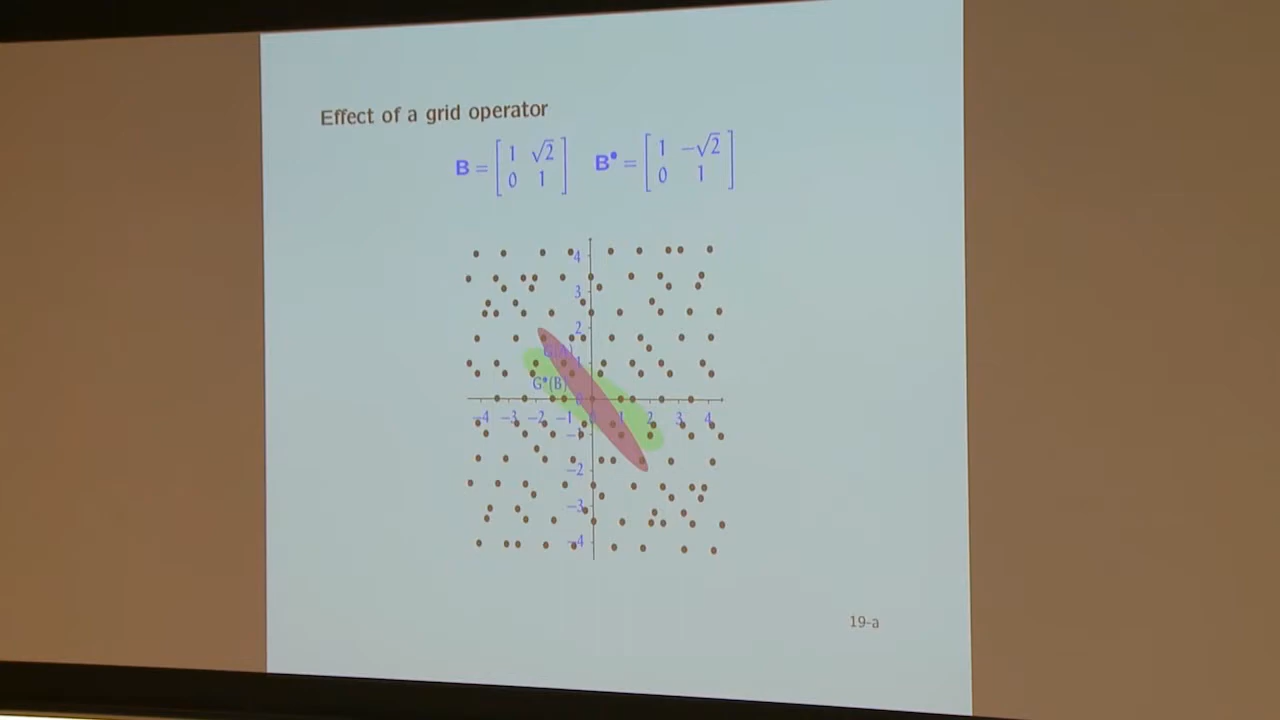 Effect of a grid operator
B = [ 1 √2 ] B• = [ 1 −√2 ]
[ 0 1 ] [ 0 1 ]
4
3
2
G(A)
1
G•(B)
0
−4 −3 −2 −1 0 1 2 3 4
−1
−2
−3
−4
19-a